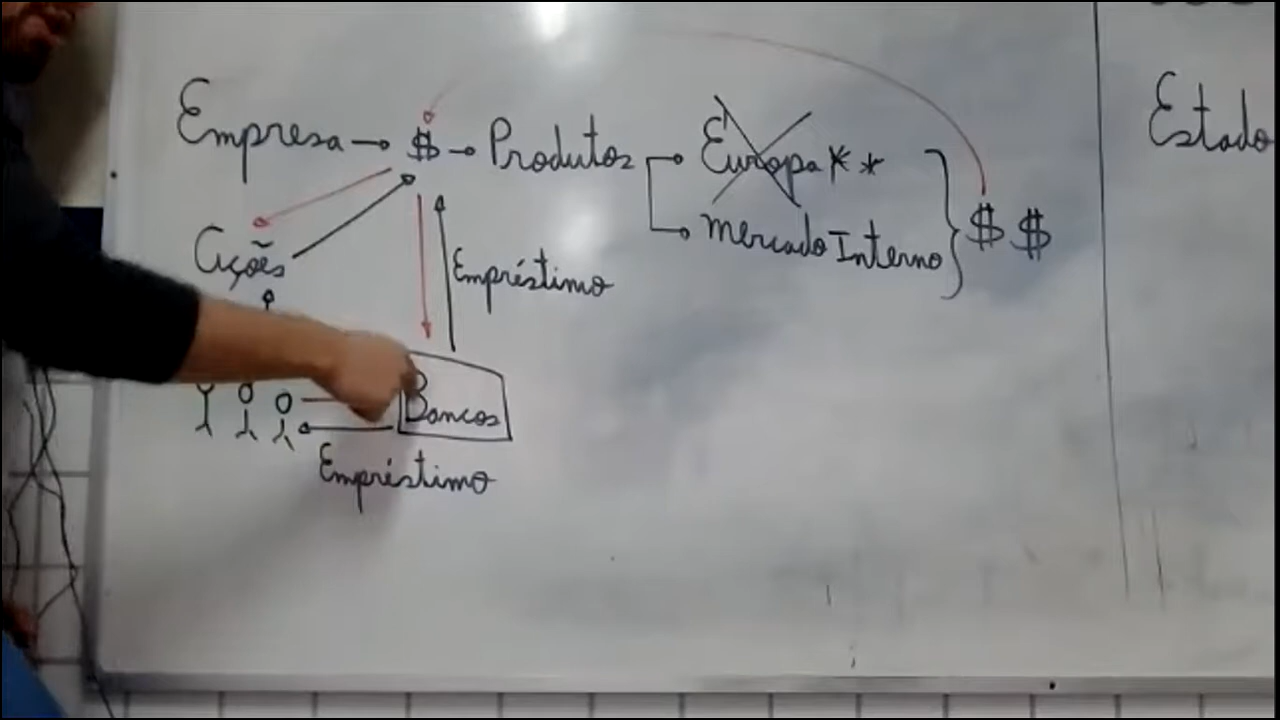 Empresa → $ → Produtos → Europa * *
Estado
Mercado Interno
$ $
Ações
Empréstimo
Bancos
Empréstimo